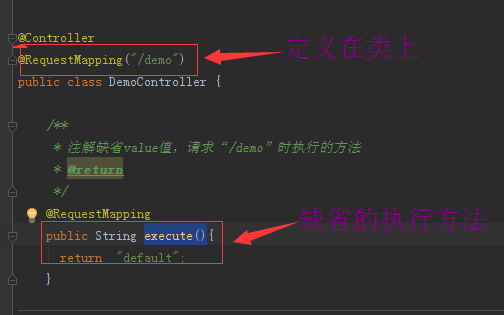 @Controller
@RequestMapping("/demo")
定义在类上
public class DemoController {
/**
* 注解缺省value值，请求“/demo”时执行的方法
* @return
*/
@RequestMapping
缺省的执行方法
public String execute(){
return "default";
}